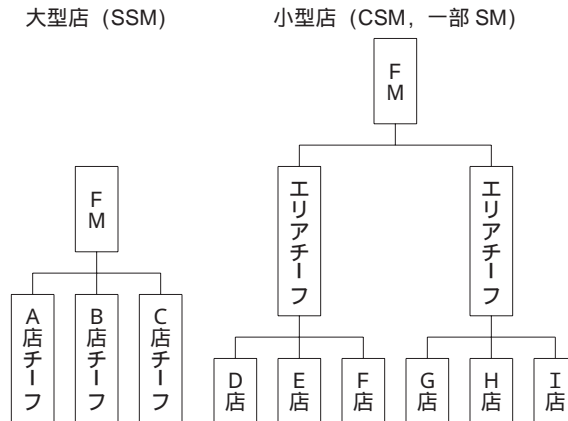 大型店 (SSM)
小型店 (CSM, 一部 SM)
FM
エリアチーフ
エリアチーフ
FM
A店チーフ
B店チーフ
C店チーフ
D店
E店
F店
G店
H店
I店